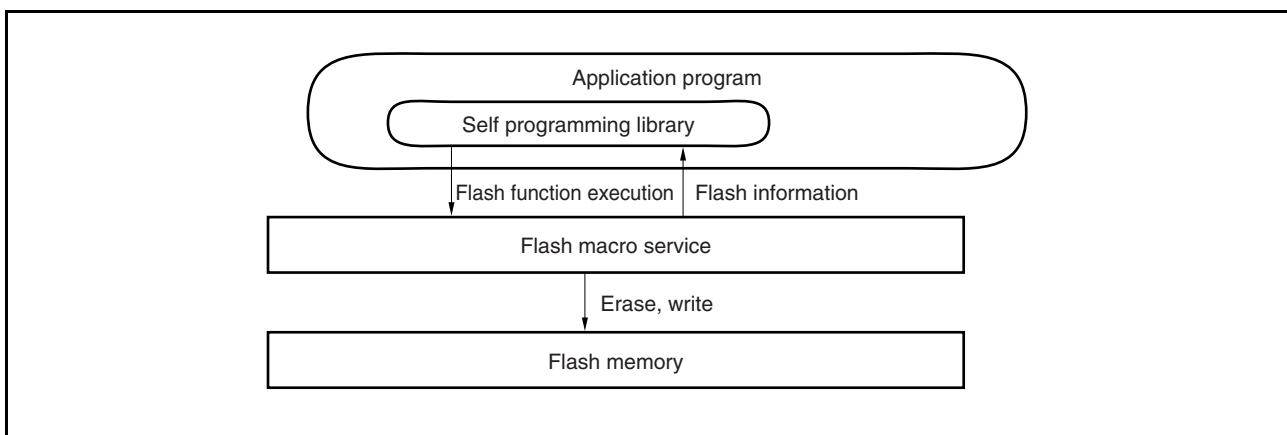 Application program
Self programming library
Flash function execution
Flash information
Flash macro service
Erase, write
Flash memory